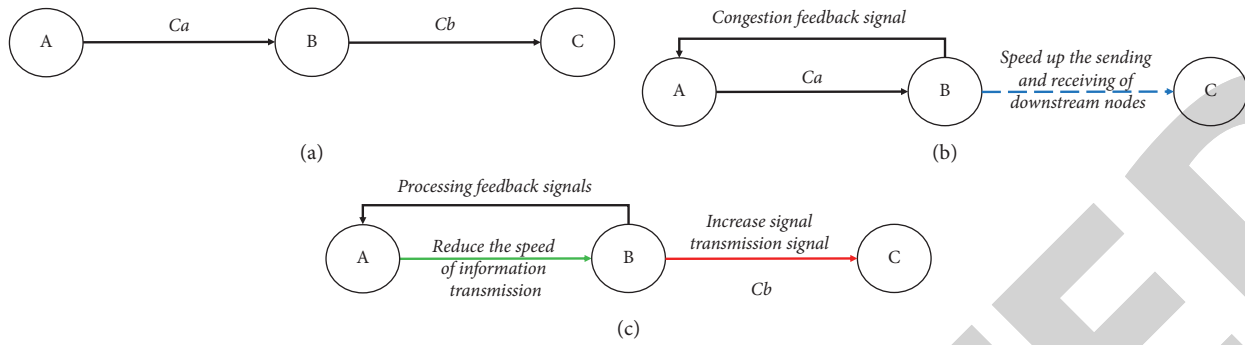 A
Ca
B
Cb
C
(a)
Congestion feedback signal
A
Ca
B
Speed up the sending
and receiving of
downstream nodes
C
(b)
Processing feedback signals
A
Reduce the speed
of information
transmission
B
Increase signal
transmission signal
Cb
C
(c)